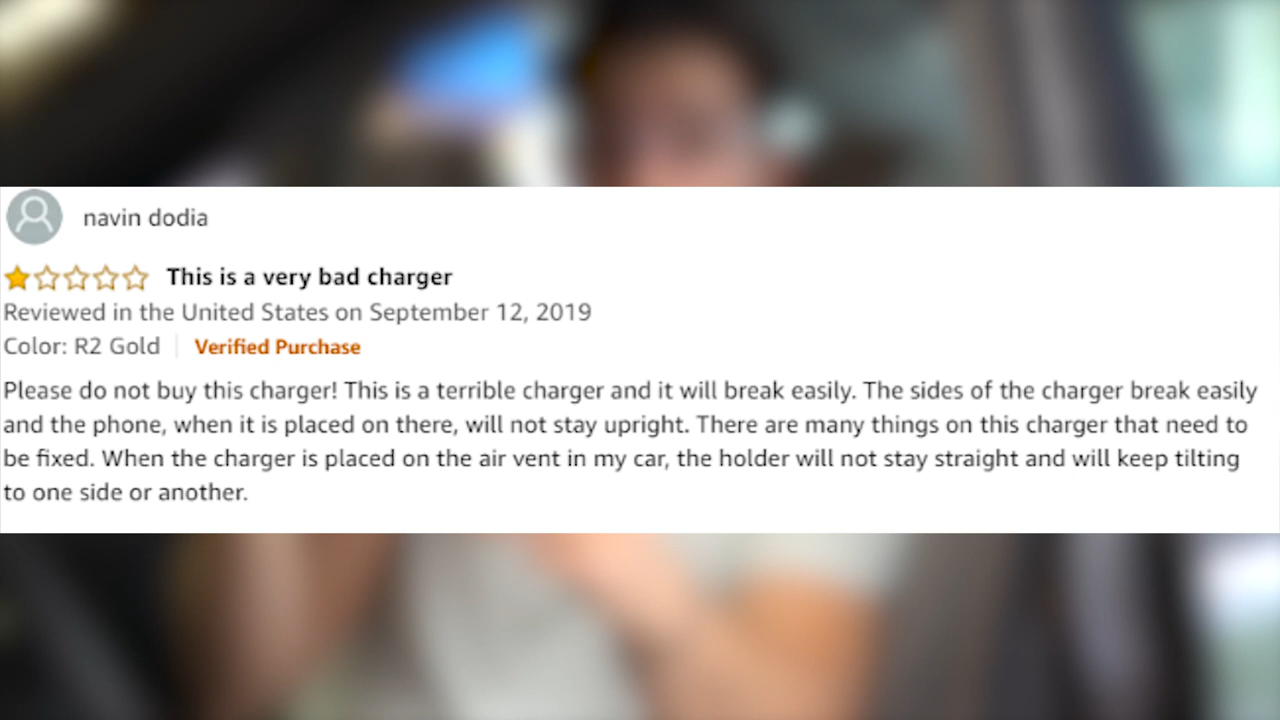 navin dodia
This is a very bad charger
Reviewed in the United States on September 12, 2019
Color: R2 Gold | Verified Purchase
Please do not buy this charger! This is a terrible charger and it will break easily. The sides of the charger break easily
and the phone, when it is placed on there, will not stay upright. There are many things on this charger that need to
be fixed. When the charger is placed on the air vent in my car, the holder will not stay straight and will keep tilting
to one side or another.